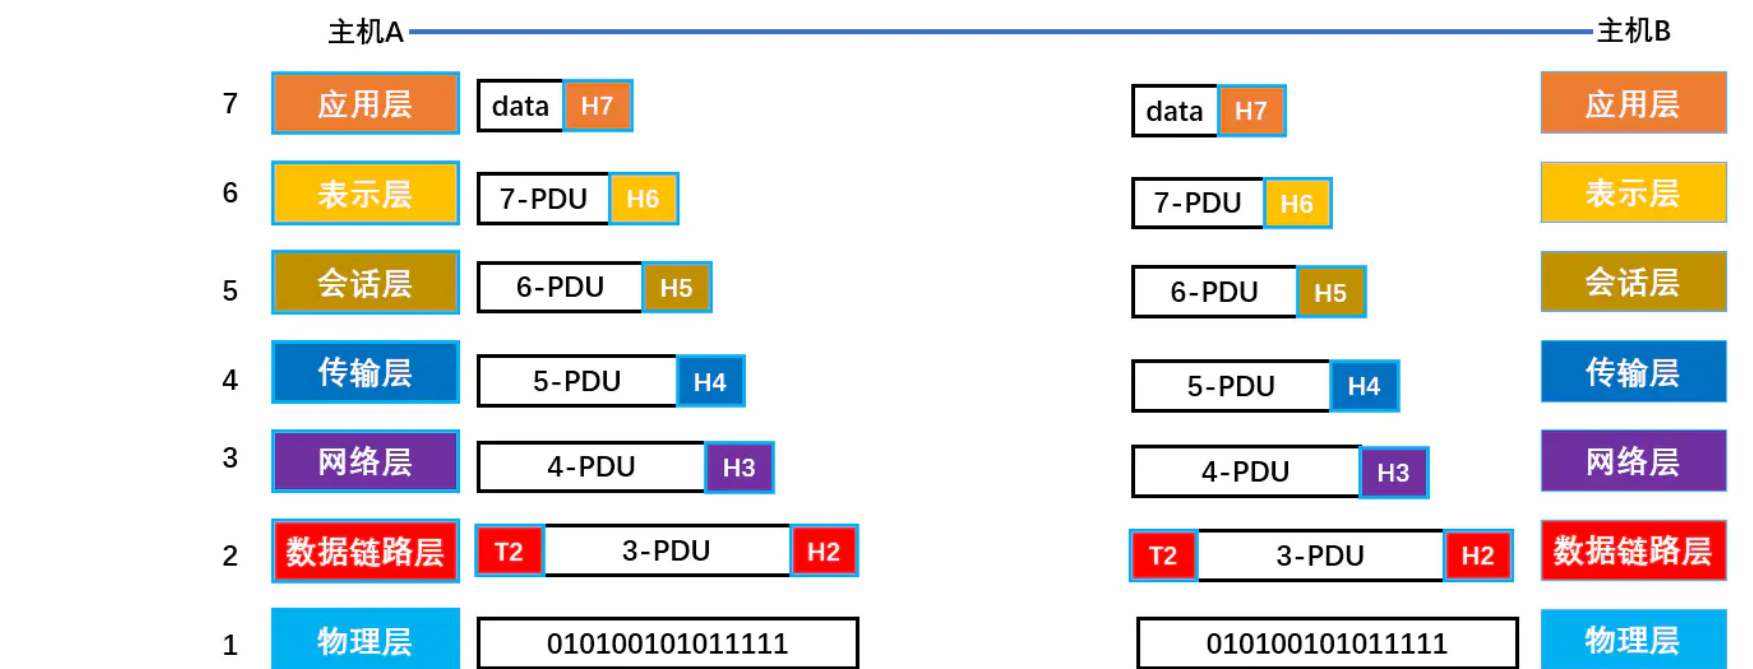 主机A 主机B
7 应用层 data H7 data H7 应用层
6 表示层 7-PDU H6 7-PDU H6 表示层
5 会话层 6-PDU H5 6-PDU H5 会话层
4 传输层 5-PDU H4 5-PDU H4 传输层
3 网络层 4-PDU H3 4-PDU H3 网络层
2 数据链路层 T2 3-PDU H2 T2 3-PDU H2 数据链路层
1 物理层 010100101011111 010100101011111 物理层